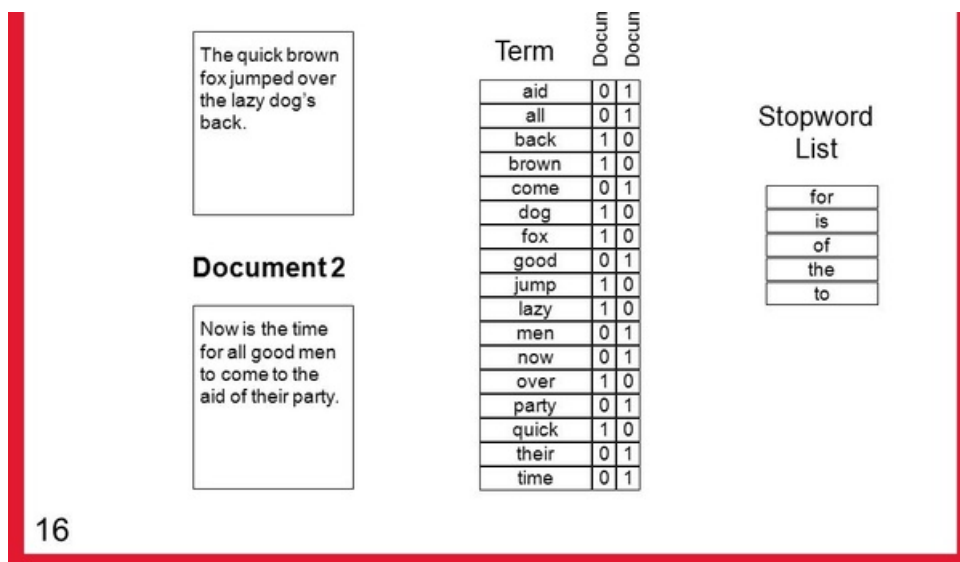 The quick brown
fox jumped over
the lazy dog's
back.
Document 2
Now is the time
for all good men
to come to the
aid of their party.
Term Docun Docun
aid 0 1
all 0 1
back 1 0
brown 1 0
come 0 1
dog 1 0
fox 1 0
good 0 1
jump 1 0
lazy 1 0
men 0 1
now 0 1
over 1 0
party 0 1
quick 1 0
their 0 1
time 0 1
Stopword
List
for
is
of
the
to
16